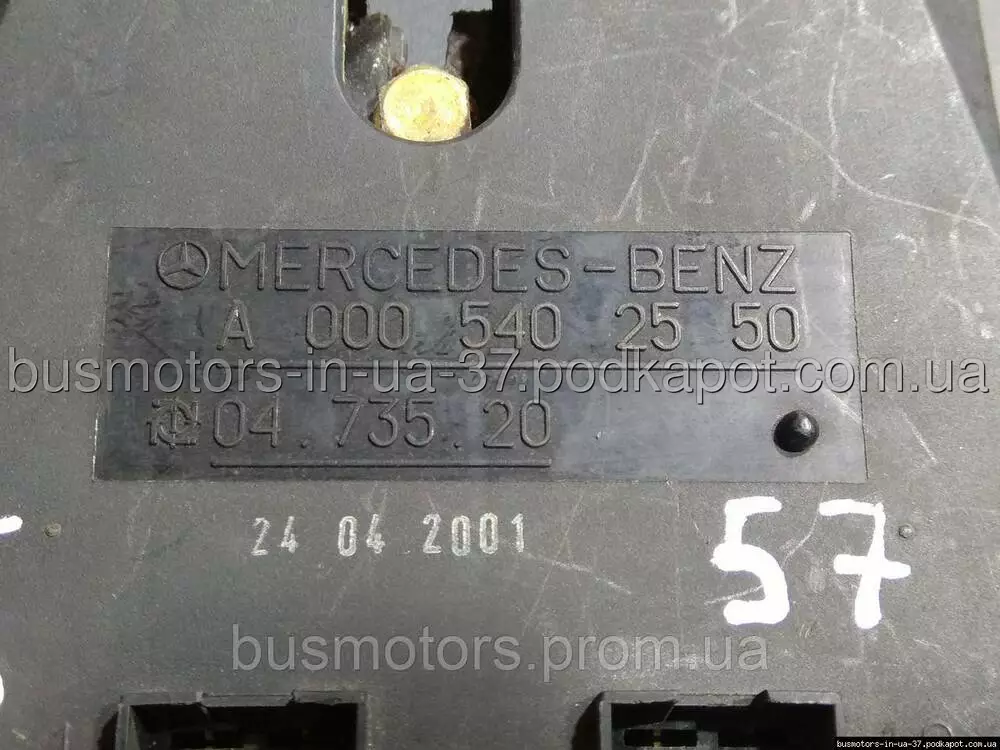 MERCEDES-BENZ
A 000 540 25 50
busmotors-in-ua-37.podkapot.com.ua
04.735.20
24 04 2001
57
busmotors.prom.ua
busmotors-in-ua-37.podkapot.com.ua